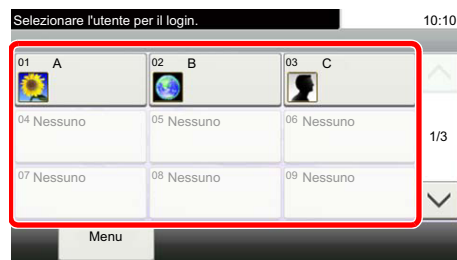 Selezionare l'utente per il login. 10:10
01 A 02 B 03 C
04 Nessuno 05 Nessuno 06 Nessuno
1/3
07 Nessuno 08 Nessuno 09 Nessuno
Menu